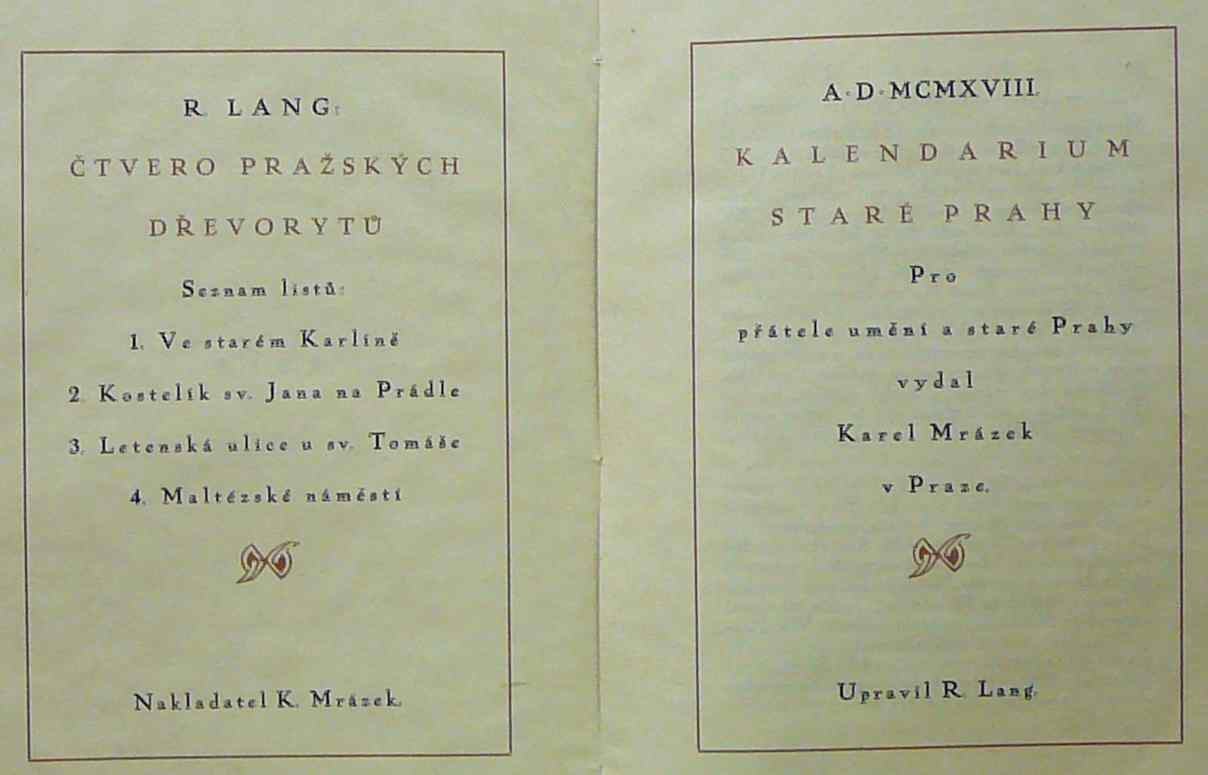 R. LANG:
ČTVERO PRAŽSKÝCH
DŘEVORYTŮ
Seznam listů:
1. Ve starém Karlíně
2. Kostelík sv. Jana na Prádle
3. Letenská ulice u sv. Tomáše
4. Maltézské náměstí
Nakladatel K. Mrázek.
A·D·MCMXVIII.
KALENDARIUM
STARÉ PRAHY
Pro
přátele umění a staré Prahy
vydal
Karel Mrázek
v Praze.
Upravil R. Lang.